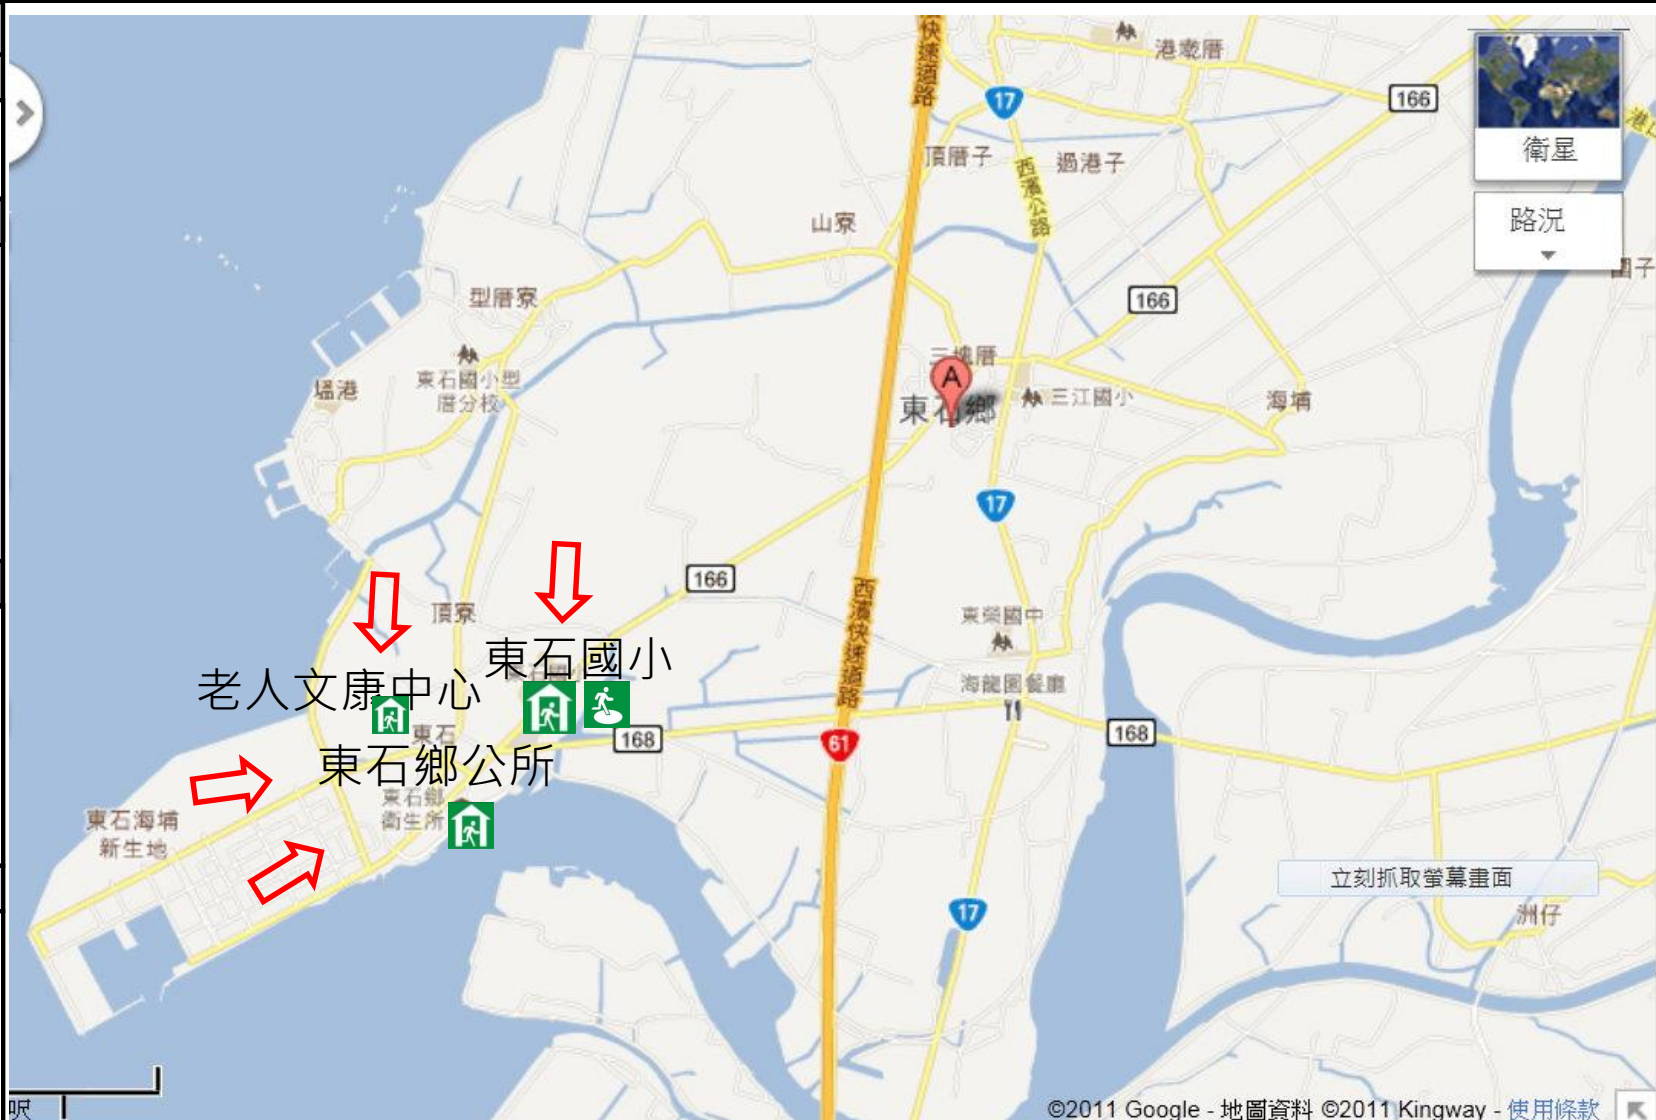 快速道路
港墘厝
17
166
衛星
頂厝子
西濱公路
過港子
路況
山寮
型厝寮
166
三塊厝
A
東石鄉
東石國小型
厝分校
塭港
三江國小
海埔
17
166
西濱快速道路
頂寮
東榮國中
東石國小
老人文康中心
海龍園餐廳
東石
168
61
168
東石鄉公所
東石鄉
衛生所
東石海埔
新生地
立刻抓取螢幕畫面
17
洲仔
呎
©2011 Google - 地圖資料 ©2011 Kingway - 使用條款